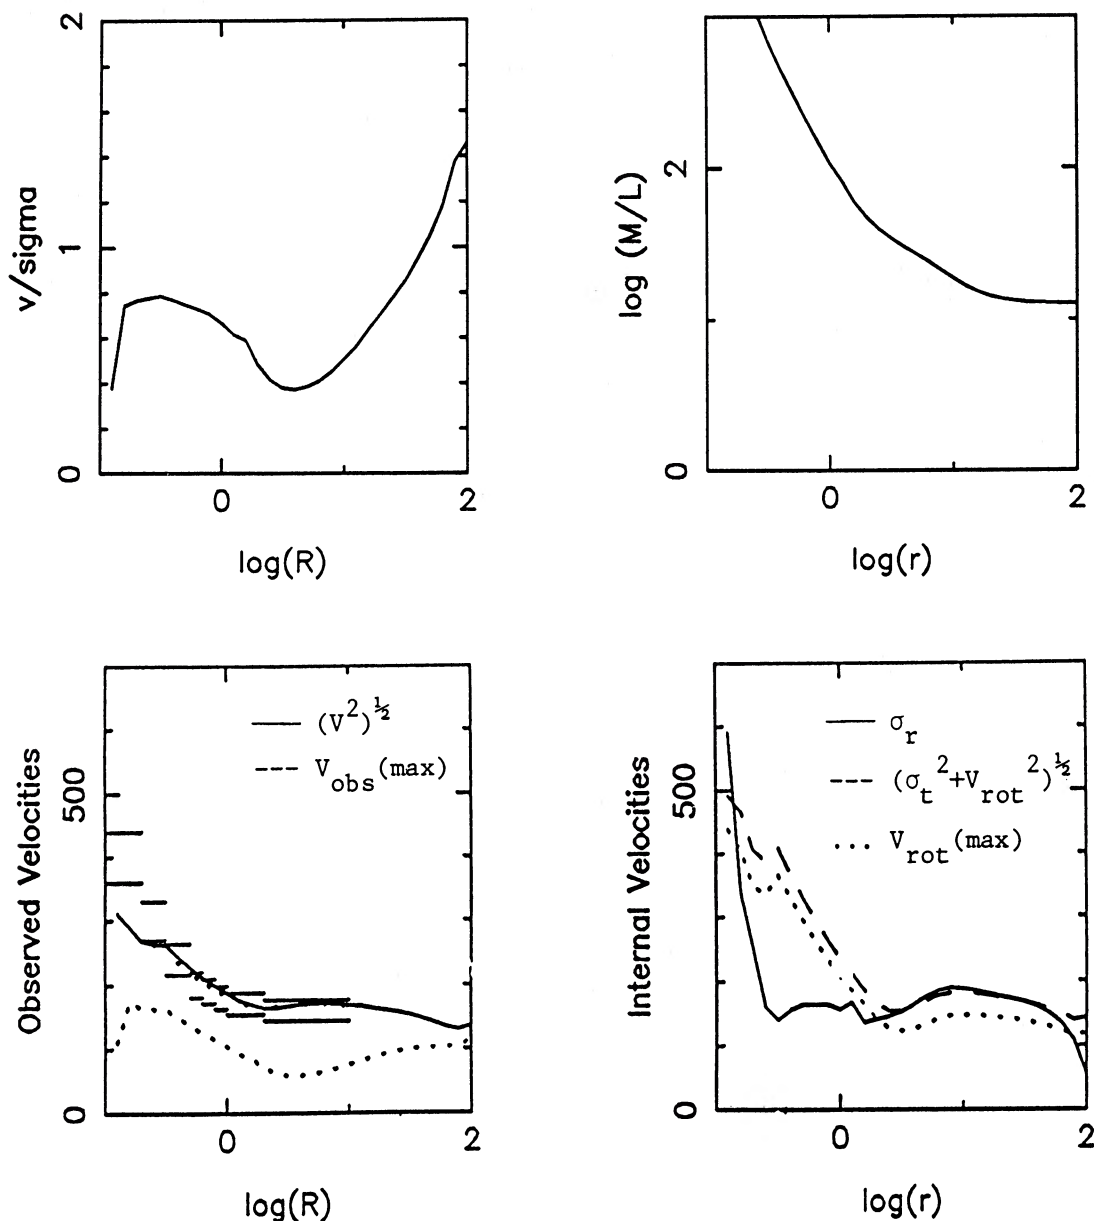 2
1
0
v/sigma
0
2
log(R)
2
0
log (M/L)
0
2
log(r)
500
0
Observed Velocities
— (V²)^½
--- V_obs(max)
0
2
log(R)
500
0
Internal Velocities
— σ_r
--- (σ_t²+V_rot²)^½
... V_rot(max)
0
2
log(r)